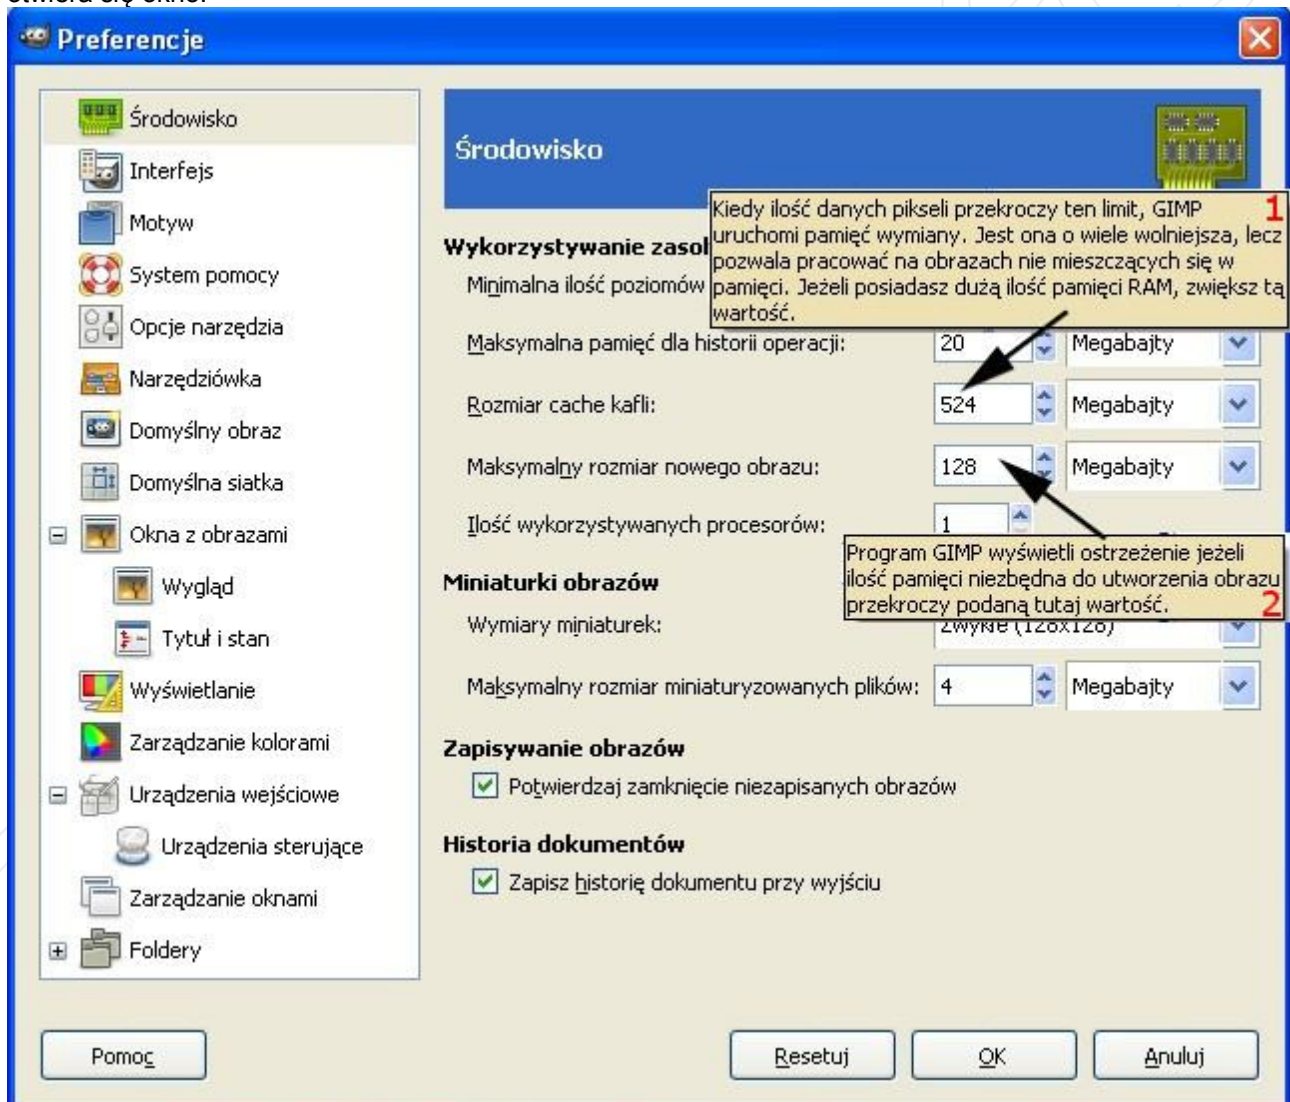 Preferencje
Środowisko
Interfejs
Motyw
System pomocy
Opcje narzędzia
Narzędziówka
Domyślny obraz
Domyślna siatka
Okna z obrazami
Wygląd
Tytuł i stan
Wyświetlanie
Zarządzanie kolorami
Urządzenia wejściowe
Urządzenia sterujące
Zarządzanie oknami
Foldery
Środowisko
Kiedy ilość danych pikseli przekroczy ten limit, GIMP 1
uruchomi pamięć wymiany. Jest ona o wiele wolniejsza, lecz
pozwala pracować na obrazach nie mieszczących się w
pamięci. Jeżeli posiadasz dużą ilość pamięci RAM, zwiększ tą
wartość.
Wykorzystywanie
Minimalna ilość poziomów
Maksymalna pamięć dla historii operacji: 20 Megabajty
Rozmiar cache kafli: 524 Megabajty
Maksymalny rozmiar nowego obrazu: 128 Megabajty
Ilość wykorzystywanych procesorów: 1
Program GIMP wyświetli ostrzeżenie jeżeli
ilość pamięci niezbędna do utworzenia obrazu
przekroczy podaną tutaj wartość. 2
Miniaturki obrazów
Wymiary miniaturek: Zwykłe (128x128)
Maksymalny rozmiar miniaturyzowanych plików: 4 Megabajty
Zapisywanie obrazów
Potwierdzaj zamknięcie niezapisanych obrazów
Historia dokumentów
Zapisz historię dokumentu przy wyjściu
Pomoc Resetuj OK Anuluj